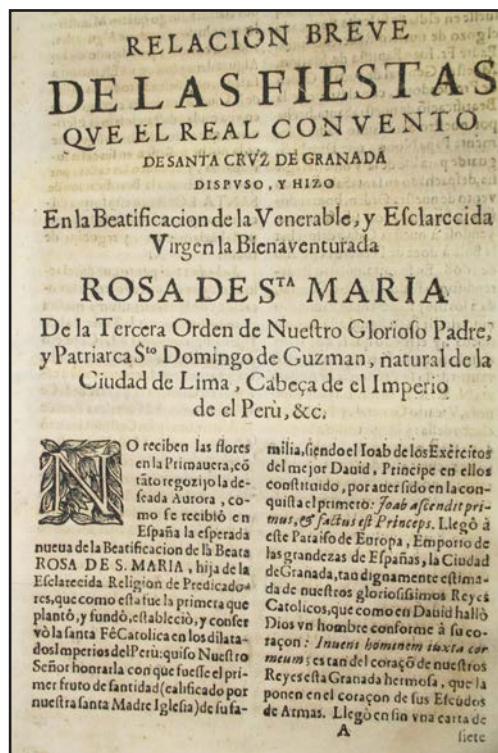 RELACION BREVE
DE LAS FIESTAS
QVE EL REAL CONVENTO
DE SANTA CRVZ DE GRANADA
DISPVSO, Y HIZO
En la Beatificacion de la Venerable, y Esclarecida
Virgen la Bienaventurada
ROSA DE Sᵀᴬ MARIA
De la Tercera Orden de Nuestro Glorioso Padre,
y Patriarca Sᵗᵒ Domingo de Guzman, natural de la
Ciudad de Lima, Cabeça de el Imperio
de el Perù, &c.
NO reciben las flores
en la Primauera, cõ
tãto regozijo la de-
seada Aurora, co-
mo se recibiò en
España la esperada
nueua de la Beatificacion de la Beata
ROSA DE S. MARIA, hija de la
Esclarecida Religion de Predicado-
res, que como esta fue la primera que
plantò, y fundò, estableciò, y conser
vò la santa Fè Catolica en los dilata-
dos Imperios del Perù: quiso Nuestro
Señor honrarla con que fuesse el pri-
mer fruto de santidad (calificado por
nuestra santa Madre Iglesia) de su fa-
milia, siendo el Ioab de los Exèrcitos
del mejor Dauid, Principe en ellos
constituido, por auer sido en la con-
quista el primero: Joab ascendit pri-
mus, & factus est Princeps. Llegò à
este Paraiso de Europa, Emporio de
las grandezas de Españas, la Ciudad
de Granada, tan dignamente estima-
da de nuestros gloriosissimos Reyes
Catolicos, que como en Dauid hallò
Dios vn hombre conforme à su co-
raçon: Inueni hominem iuxta cor
meum; es tan del coraçõ de nuestros
Reyes esta Granada hermosa, que la
ponen en el coraçon de sus Escudos
de Armas. Llegò en fin vna carta de
A
siete